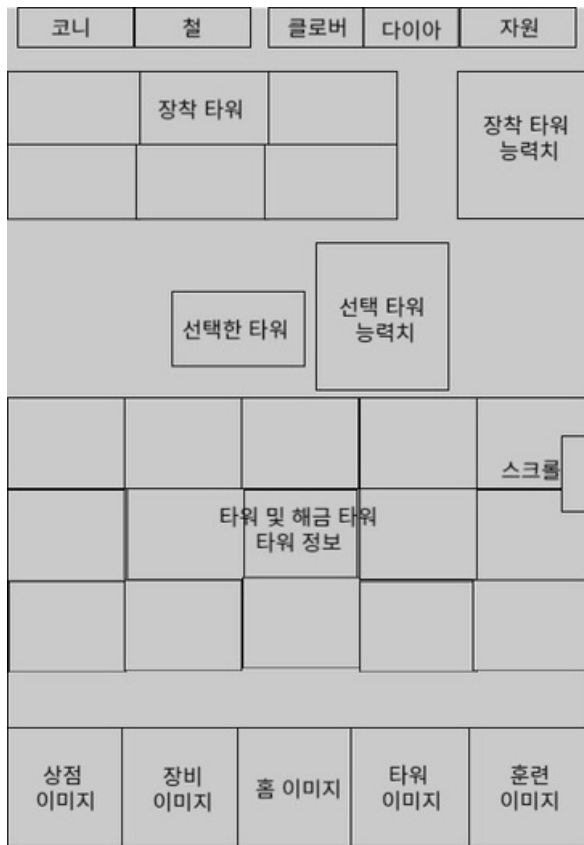 코니
철
클로버
다이아
자원
장착 타워
장착 타워
능력치
선택한 타워
선택 타워
능력치
스크롤
타워 및 해금 타워
타워 정보
상점
이미지
장비
이미지
홈 이미지
타워
이미지
훈련
이미지